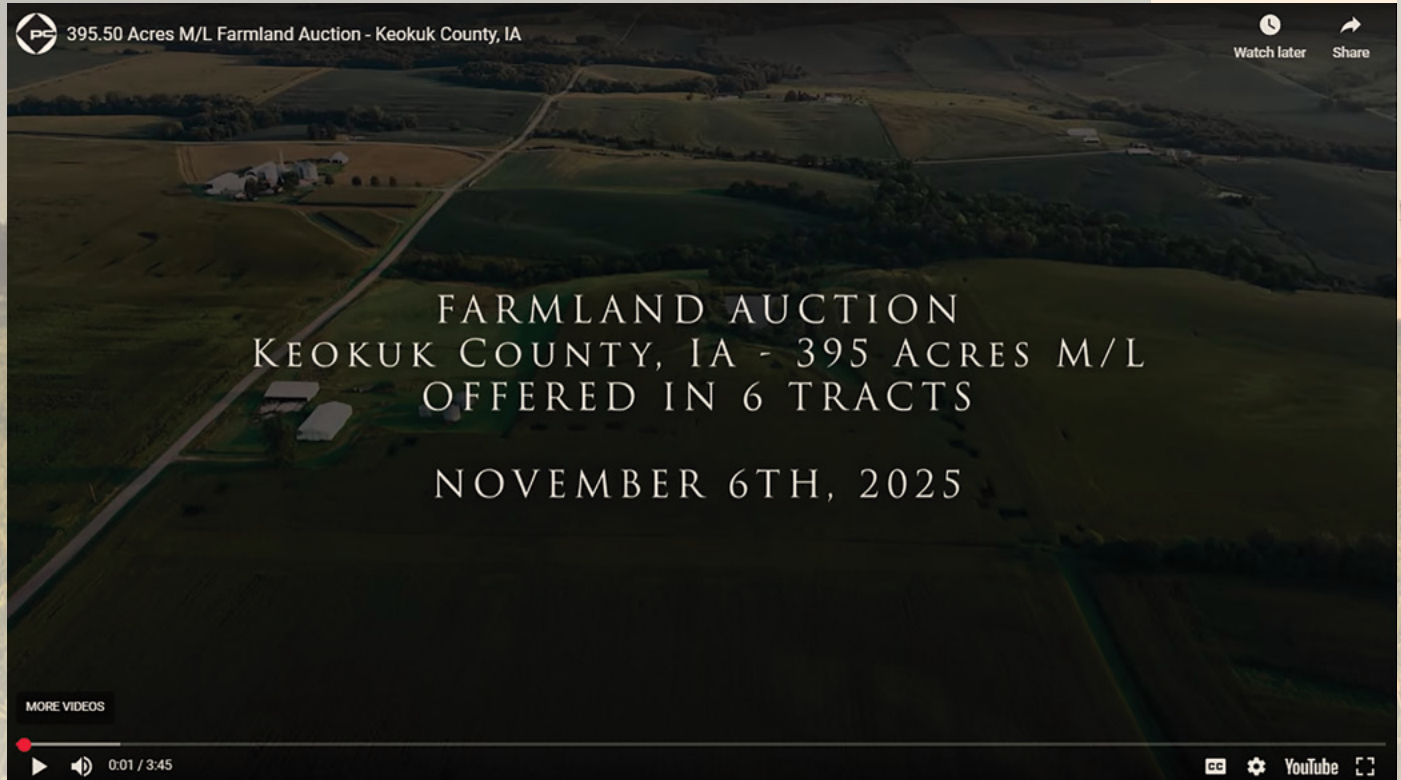 PC
395.50 Acres M/L Farmland Auction - Keokuk County, IA
Watch later
Share
FARMLAND AUCTION
KEOKUK COUNTY, IA - 395 ACRES M/L
OFFERED IN 6 TRACTS
NOVEMBER 6TH, 2025
MORE VIDEOS
0:01 / 3:45
CC
YouTube